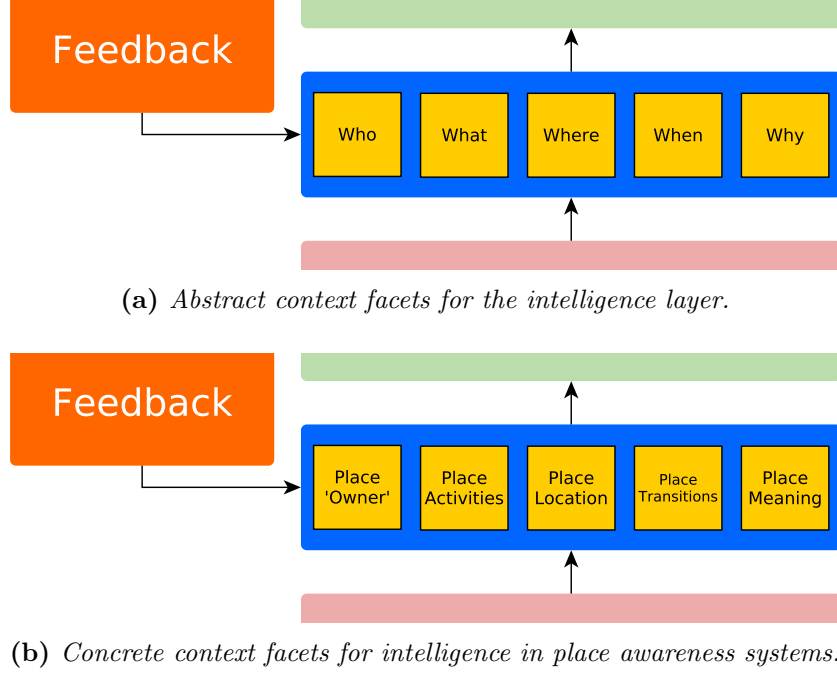 Feedback
Who What Where When Why
(a) Abstract context facets for the intelligence layer.
Feedback
Place 'Owner'
Place Activities
Place Location
Place Transitions
Place Meaning
(b) Concrete context facets for intelligence in place awareness systems.